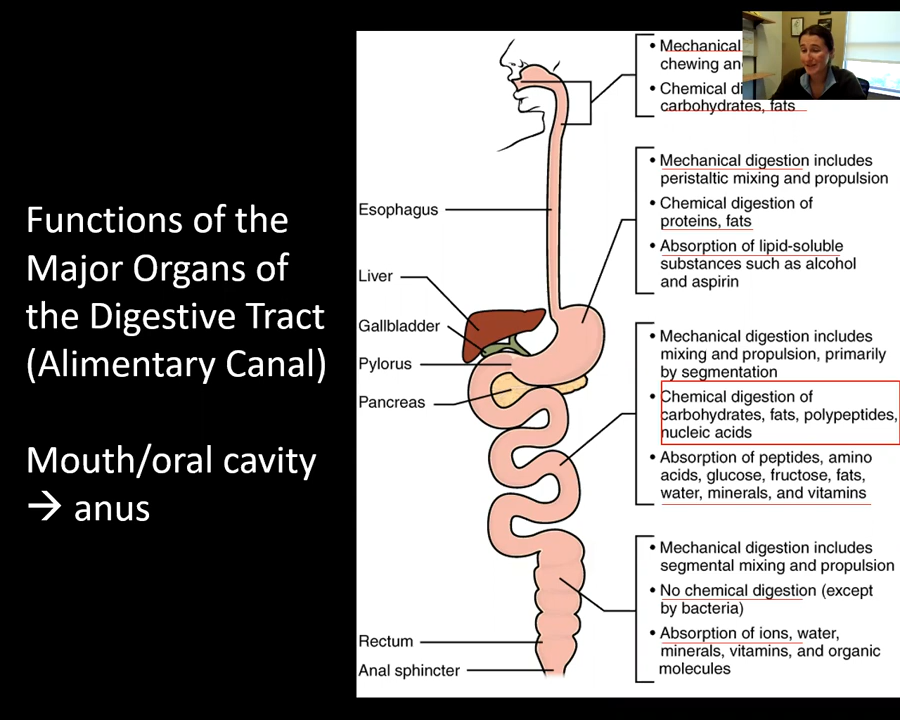 Functions of the
Major Organs of
the Digestive Tract
(Alimentary Canal)
Mouth/oral cavity
→ anus
Esophagus
Liver
Gallbladder
Pylorus
Pancreas
Rectum
Anal sphincter
• Mechanical
chewing
• Chemical
carbohydrates, fats
• Mechanical digestion includes
peristaltic mixing and propulsion
• Chemical digestion of
proteins, fats
• Absorption of lipid-soluble
substances such as alcohol
and aspirin
• Mechanical digestion includes
mixing and propulsion, primarily
by segmentation
• Chemical digestion of
carbohydrates, fats, polypeptides,
nucleic acids
• Absorption of peptides, amino
acids, glucose, fructose, fats,
water, minerals, and vitamins
• Mechanical digestion includes
segmental mixing and propulsion
• No chemical digestion (except
by bacteria)
• Absorption of ions, water,
minerals, vitamins, and organic
molecules